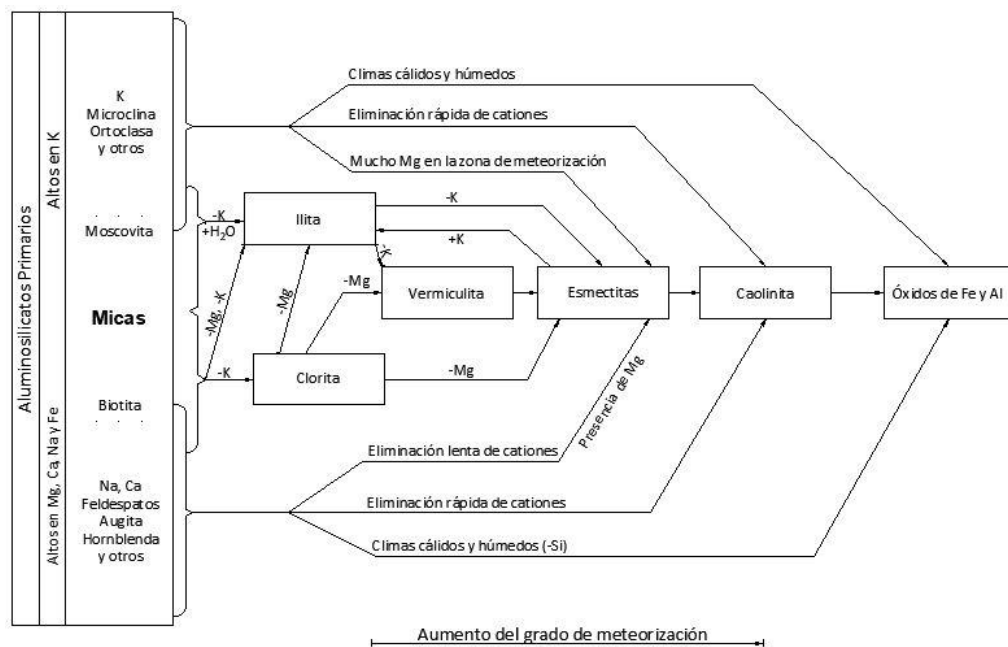 Aluminosilicatos Primarios
Altos en K
Altos en Mg, Ca, Na y Fe
K
Microclina
Ortoclasa
y otros
. . .
Moscovita
Micas
Biotita
. . .
Na, Ca
Feldespatos
Augita
Hornblenda
y otros
Climas cálidos y húmedos
Eliminación rápida de cationes
Mucho Mg en la zona de meteorización
-K
+H₂O
Ilita
-K
+K
-K
-Mg, -K
-Mg
-Mg
Vermiculita
Esmectitas
Caolinita
Óxidos de Fe y Al
-K
Clorita
-Mg
Presencia de Mg
Eliminación lenta de cationes
Eliminación rápida de cationes
Climas cálidos y húmedos (-Si)
Aumento del grado de meteorización